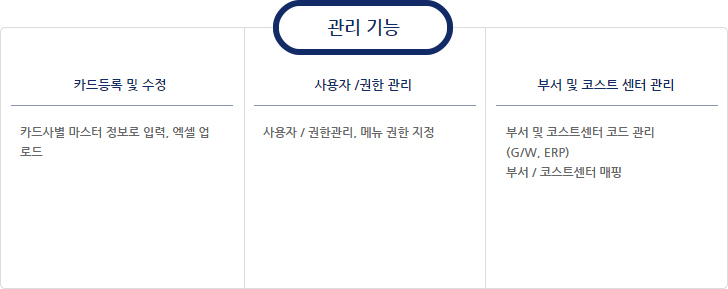 관리 기능
카드등록 및 수정
카드사별 마스터 정보로 입력, 엑셀 업
로드
사용자 /권한 관리
사용자 / 권한관리, 메뉴 권한 지정
부서 및 코스트 센터 관리
부서 및 코스트센터 코드 관리
(G/W, ERP)
부서 / 코스트센터 매핑